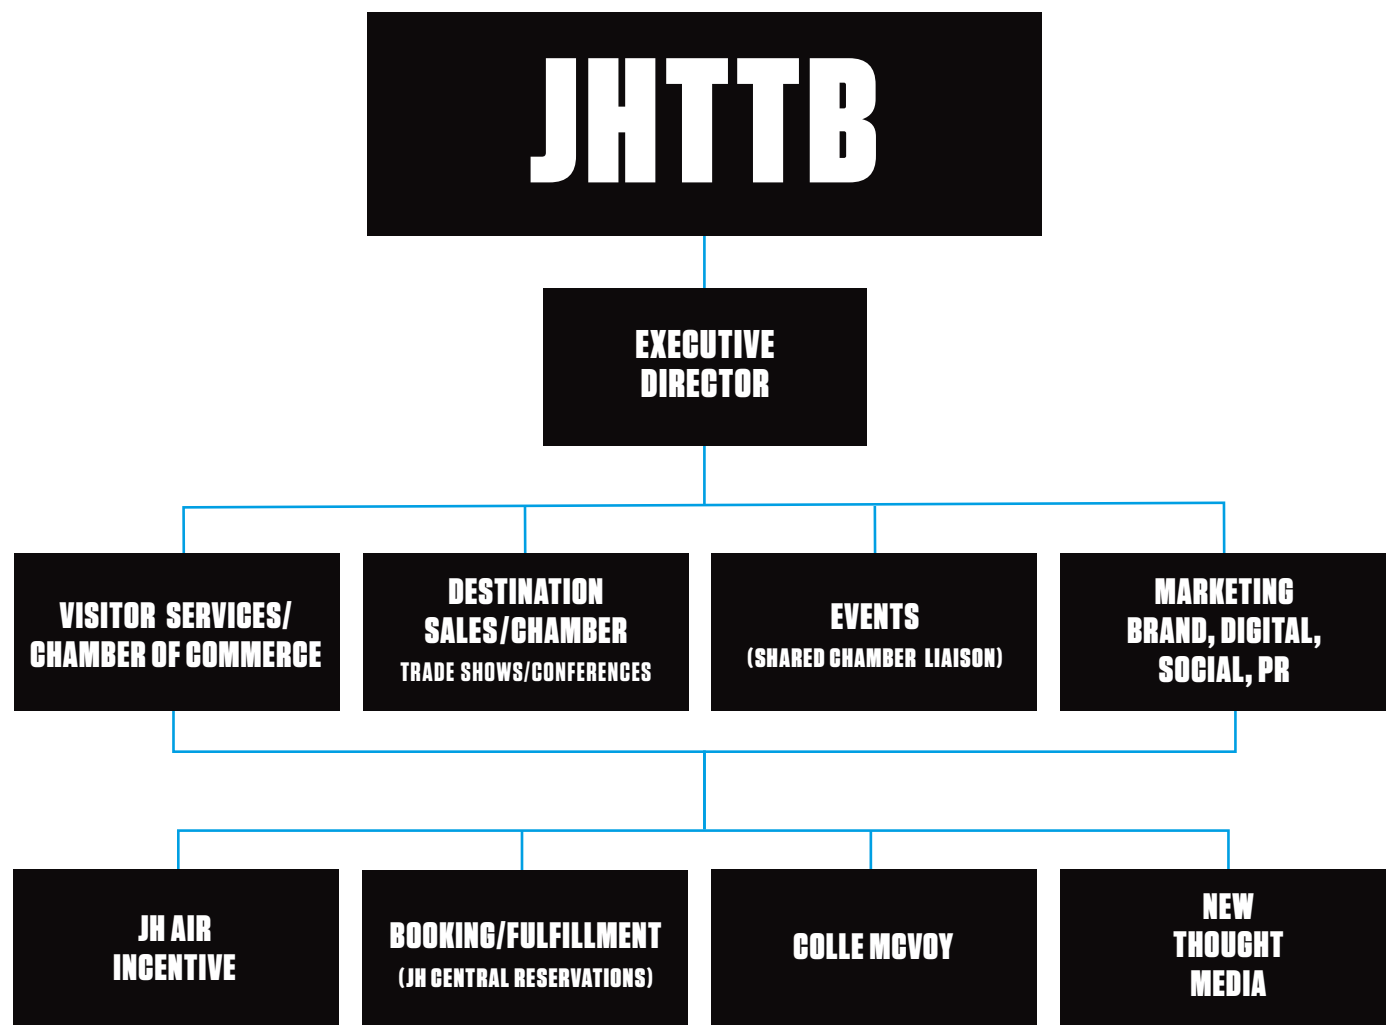 JHTTB
EXECUTIVE
DIRECTOR
VISITOR SERVICES/
CHAMBER OF COMMERCE
DESTINATION
SALES/CHAMBER
TRADE SHOWS/CONFERENCES
EVENTS
(SHARED CHAMBER LIAISON)
MARKETING
BRAND, DIGITAL,
SOCIAL, PR
JH AIR
INCENTIVE
BOOKING/FULFILLMENT
(JH CENTRAL RESERVATIONS)
COLLE MCVOY
NEW
THOUGHT
MEDIA